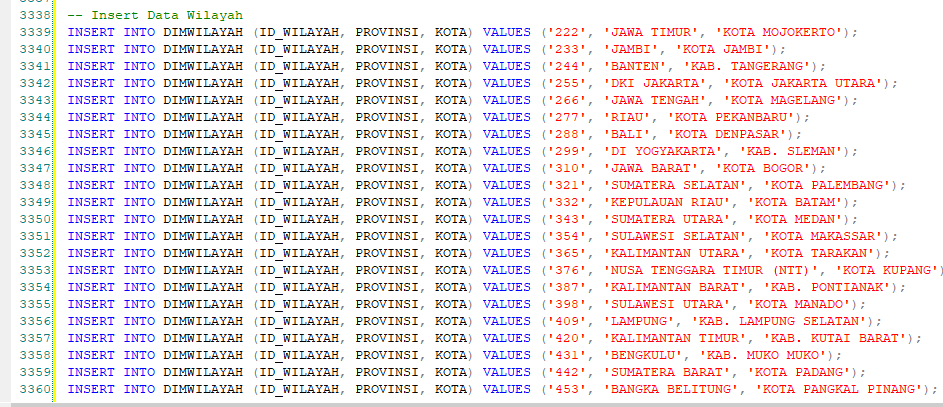 3338 -- Insert Data Wilayah
3339 INSERT INTO DIMWILAYAH (ID_WILAYAH, PROVINSI, KOTA) VALUES ('222', 'JAWA TIMUR', 'KOTA MOJOKERTO');
3340 INSERT INTO DIMWILAYAH (ID_WILAYAH, PROVINSI, KOTA) VALUES ('233', 'JAMBI', 'KOTA JAMBI');
3341 INSERT INTO DIMWILAYAH (ID_WILAYAH, PROVINSI, KOTA) VALUES ('244', 'BANTEN', 'KAB. TANGERANG');
3342 INSERT INTO DIMWILAYAH (ID_WILAYAH, PROVINSI, KOTA) VALUES ('255', 'DKI JAKARTA', 'KOTA JAKARTA UTARA');
3343 INSERT INTO DIMWILAYAH (ID_WILAYAH, PROVINSI, KOTA) VALUES ('266', 'JAWA TENGAH', 'KOTA MAGELANG');
3344 INSERT INTO DIMWILAYAH (ID_WILAYAH, PROVINSI, KOTA) VALUES ('277', 'RIAU', 'KOTA PEKANBARU');
3345 INSERT INTO DIMWILAYAH (ID_WILAYAH, PROVINSI, KOTA) VALUES ('288', 'BALI', 'KOTA DENPASAR');
3346 INSERT INTO DIMWILAYAH (ID_WILAYAH, PROVINSI, KOTA) VALUES ('299', 'DI YOGYAKARTA', 'KAB. SLEMAN');
3347 INSERT INTO DIMWILAYAH (ID_WILAYAH, PROVINSI, KOTA) VALUES ('310', 'JAWA BARAT', 'KOTA BOGOR');
3348 INSERT INTO DIMWILAYAH (ID_WILAYAH, PROVINSI, KOTA) VALUES ('321', 'SUMATERA SELATAN', 'KOTA PALEMBANG');
3349 INSERT INTO DIMWILAYAH (ID_WILAYAH, PROVINSI, KOTA) VALUES ('332', 'KEPULAUAN RIAU', 'KOTA BATAM');
3350 INSERT INTO DIMWILAYAH (ID_WILAYAH, PROVINSI, KOTA) VALUES ('343', 'SUMATERA UTARA', 'KOTA MEDAN');
3351 INSERT INTO DIMWILAYAH (ID_WILAYAH, PROVINSI, KOTA) VALUES ('354', 'SULAWESI SELATAN', 'KOTA MAKASSAR');
3352 INSERT INTO DIMWILAYAH (ID_WILAYAH, PROVINSI, KOTA) VALUES ('365', 'KALIMANTAN UTARA', 'KOTA TARAKAN');
3353 INSERT INTO DIMWILAYAH (ID_WILAYAH, PROVINSI, KOTA) VALUES ('376', 'NUSA TENGGARA TIMUR (NTT)', 'KOTA KUPANG')
3354 INSERT INTO DIMWILAYAH (ID_WILAYAH, PROVINSI, KOTA) VALUES ('387', 'KALIMANTAN BARAT', 'KAB. PONTIANAK');
3355 INSERT INTO DIMWILAYAH (ID_WILAYAH, PROVINSI, KOTA) VALUES ('398', 'SULAWESI UTARA', 'KOTA MANADO');
3356 INSERT INTO DIMWILAYAH (ID_WILAYAH, PROVINSI, KOTA) VALUES ('409', 'LAMPUNG', 'KAB. LAMPUNG SELATAN');
3357 INSERT INTO DIMWILAYAH (ID_WILAYAH, PROVINSI, KOTA) VALUES ('420', 'KALIMANTAN TIMUR', 'KAB. KUTAI BARAT');
3358 INSERT INTO DIMWILAYAH (ID_WILAYAH, PROVINSI, KOTA) VALUES ('431', 'BENGKULU', 'KAB. MUKO MUKO');
3359 INSERT INTO DIMWILAYAH (ID_WILAYAH, PROVINSI, KOTA) VALUES ('442', 'SUMATERA BARAT', 'KOTA PADANG');
3360 INSERT INTO DIMWILAYAH (ID_WILAYAH, PROVINSI, KOTA) VALUES ('453', 'BANGKA BELITUNG', 'KOTA PANGKAL PINANG');